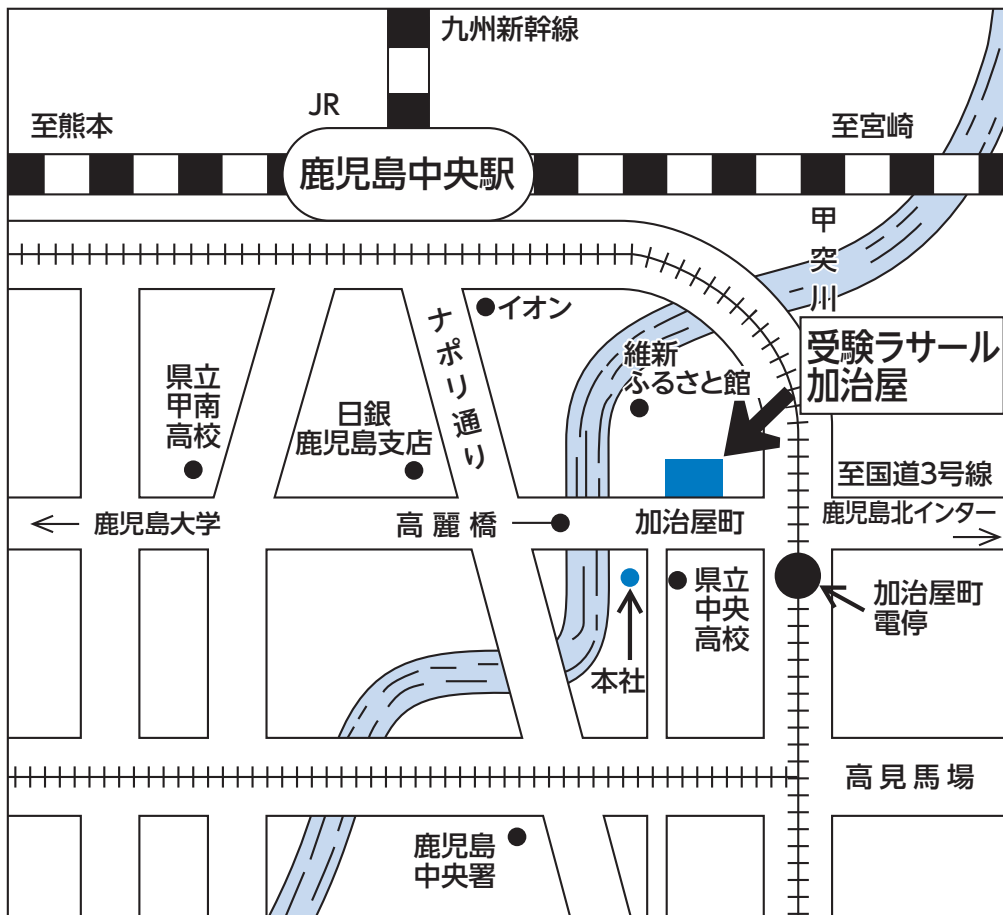 九州新幹線
JR
至熊本
至宮崎
鹿児島中央駅
甲突川
イオン
ナポリ通り
受験ラサール
加治屋
維新
ふるさと館
県立
甲南
高校
日銀
鹿児島支店
至国道3号線
鹿児島北インター
鹿児島大学
高麗橋
加治屋町
県立
中央
高校
加治屋町
電停
本社
高見馬場
鹿児島
中央署